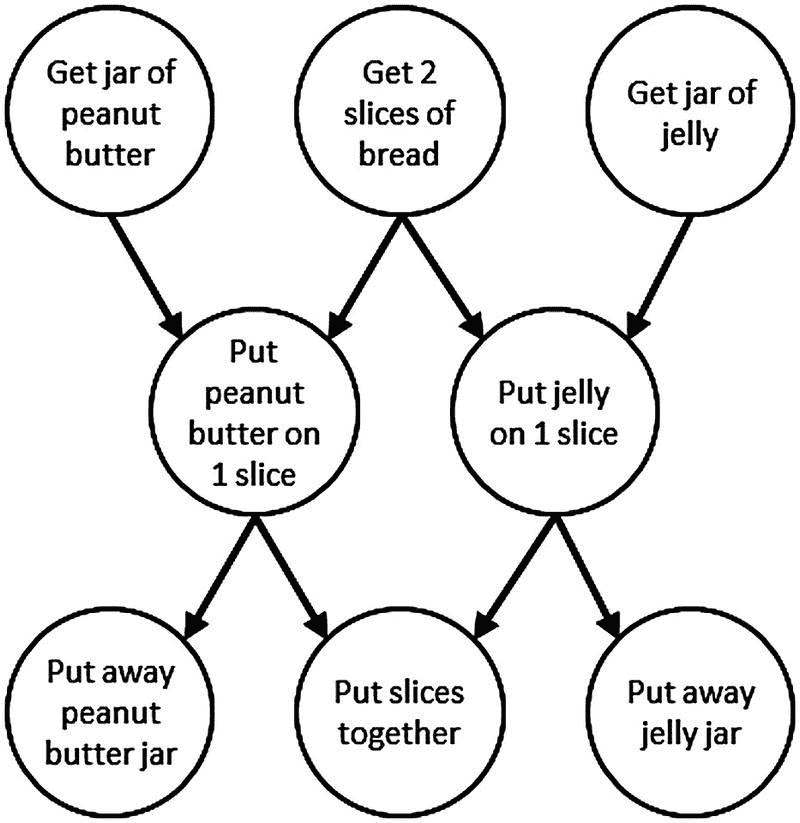 Get jar of
peanut
butter
Get 2
slices of
bread
Get jar of
jelly
Put
peanut
butter on
1 slice
Put jelly
on 1 slice
Put away
peanut
butter jar
Put slices
together
Put away
jelly jar